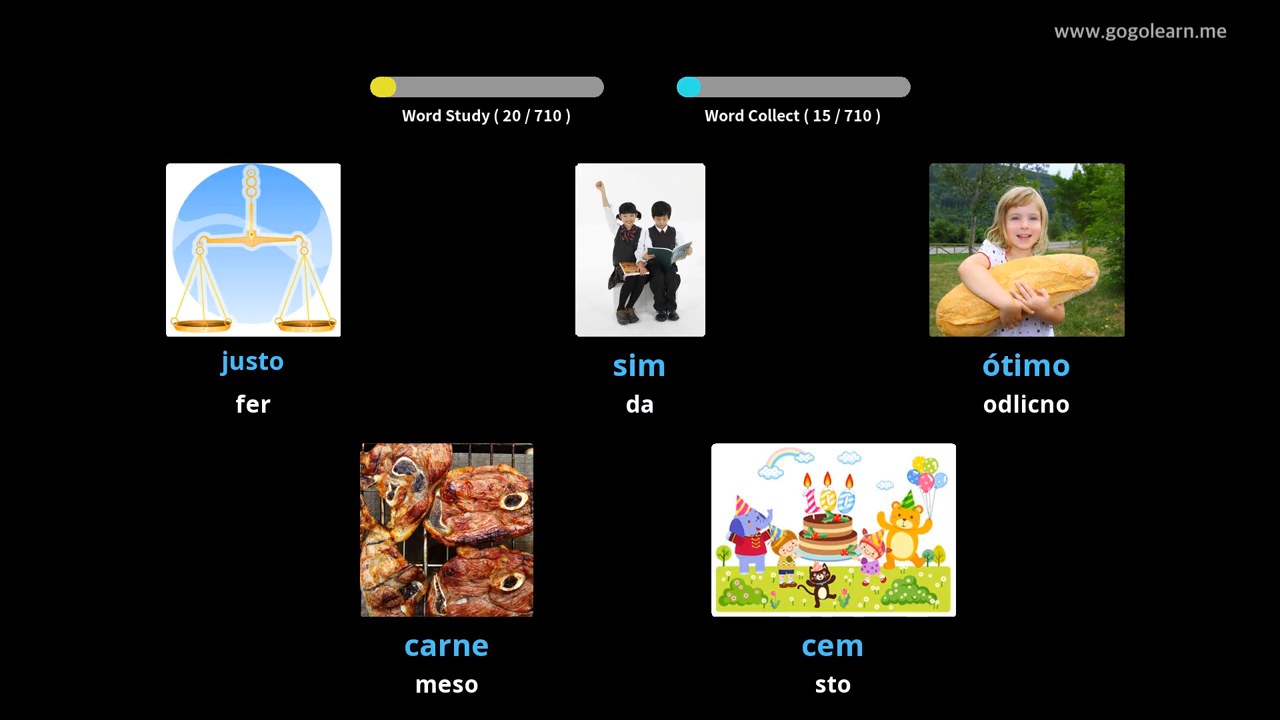 www.gogolearn.me
Word Study ( 20 / 710 )
Word Collect ( 15 / 710 )
justo
sim
ótimo
fer
da
odlicno
100
carne
cem
meso
sto